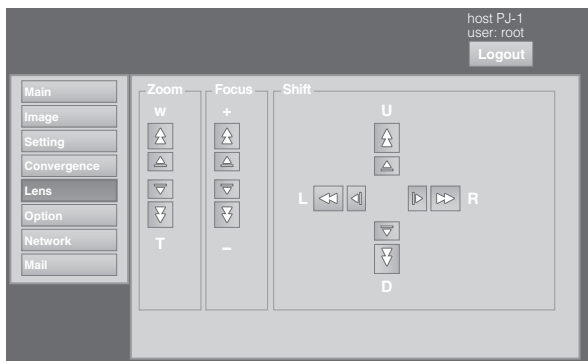 host PJ-1
user: root
Logout
Main
Image
Setting
Convergence
Lens
Option
Network
Mail
Zoom
W
T
Focus
+
–
Shift
U
L
R
D